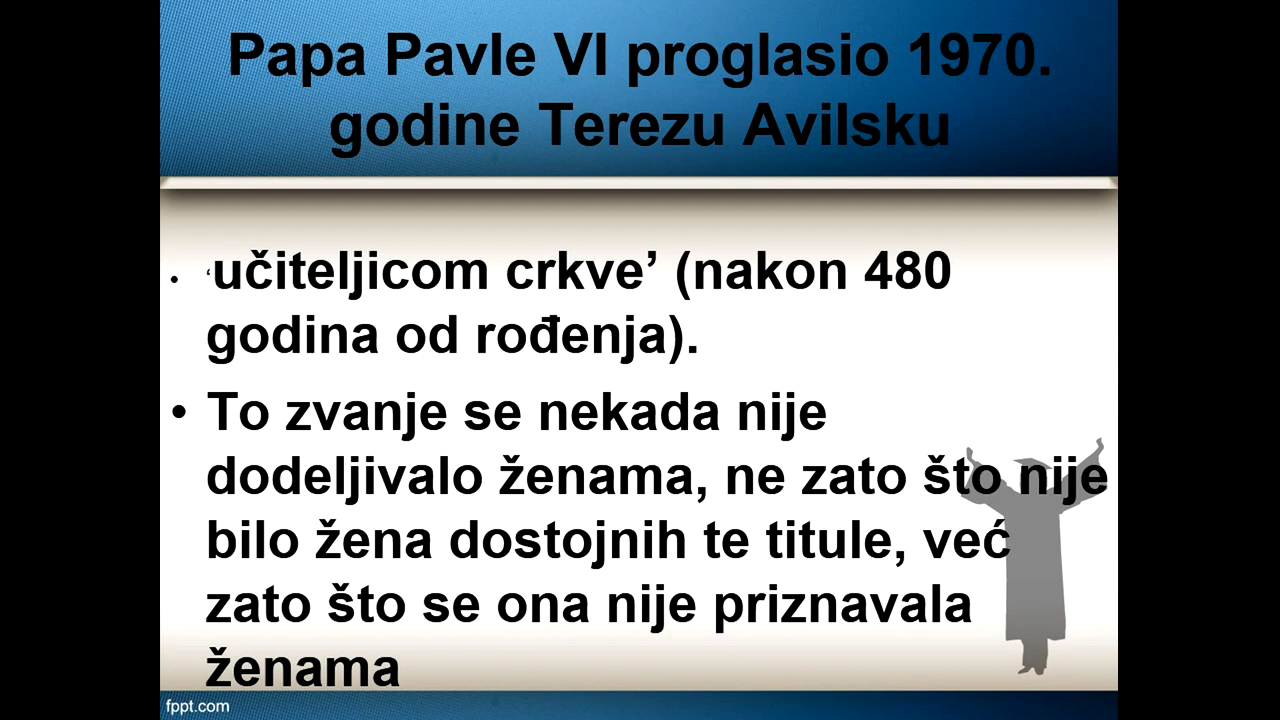 Papa Pavle VI proglasio 1970.
godine Terezu Avilsku
• ‘učiteljicom crkve’ (nakon 480
godina od rođenja).
• To zvanje se nekada nije
dodeljivalo ženama, ne zato što nije
bilo žena dostojnih te titule, već
zato što se ona nije priznavala
ženama
fppt.com